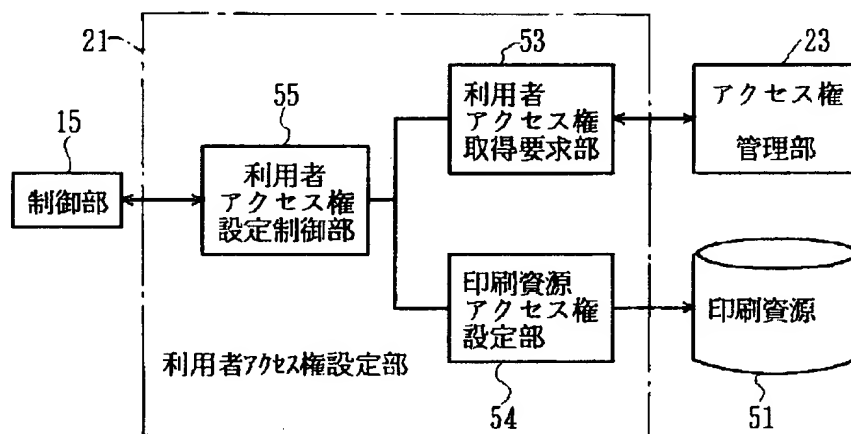 21
53
23
利用者
アクセス権
取得要求部
アクセス権
管理部
55
15
利用者
アクセス権
設定制御部
制御部
印刷資源
アクセス権
設定部
印刷資源
利用者アクセス権設定部
54
51